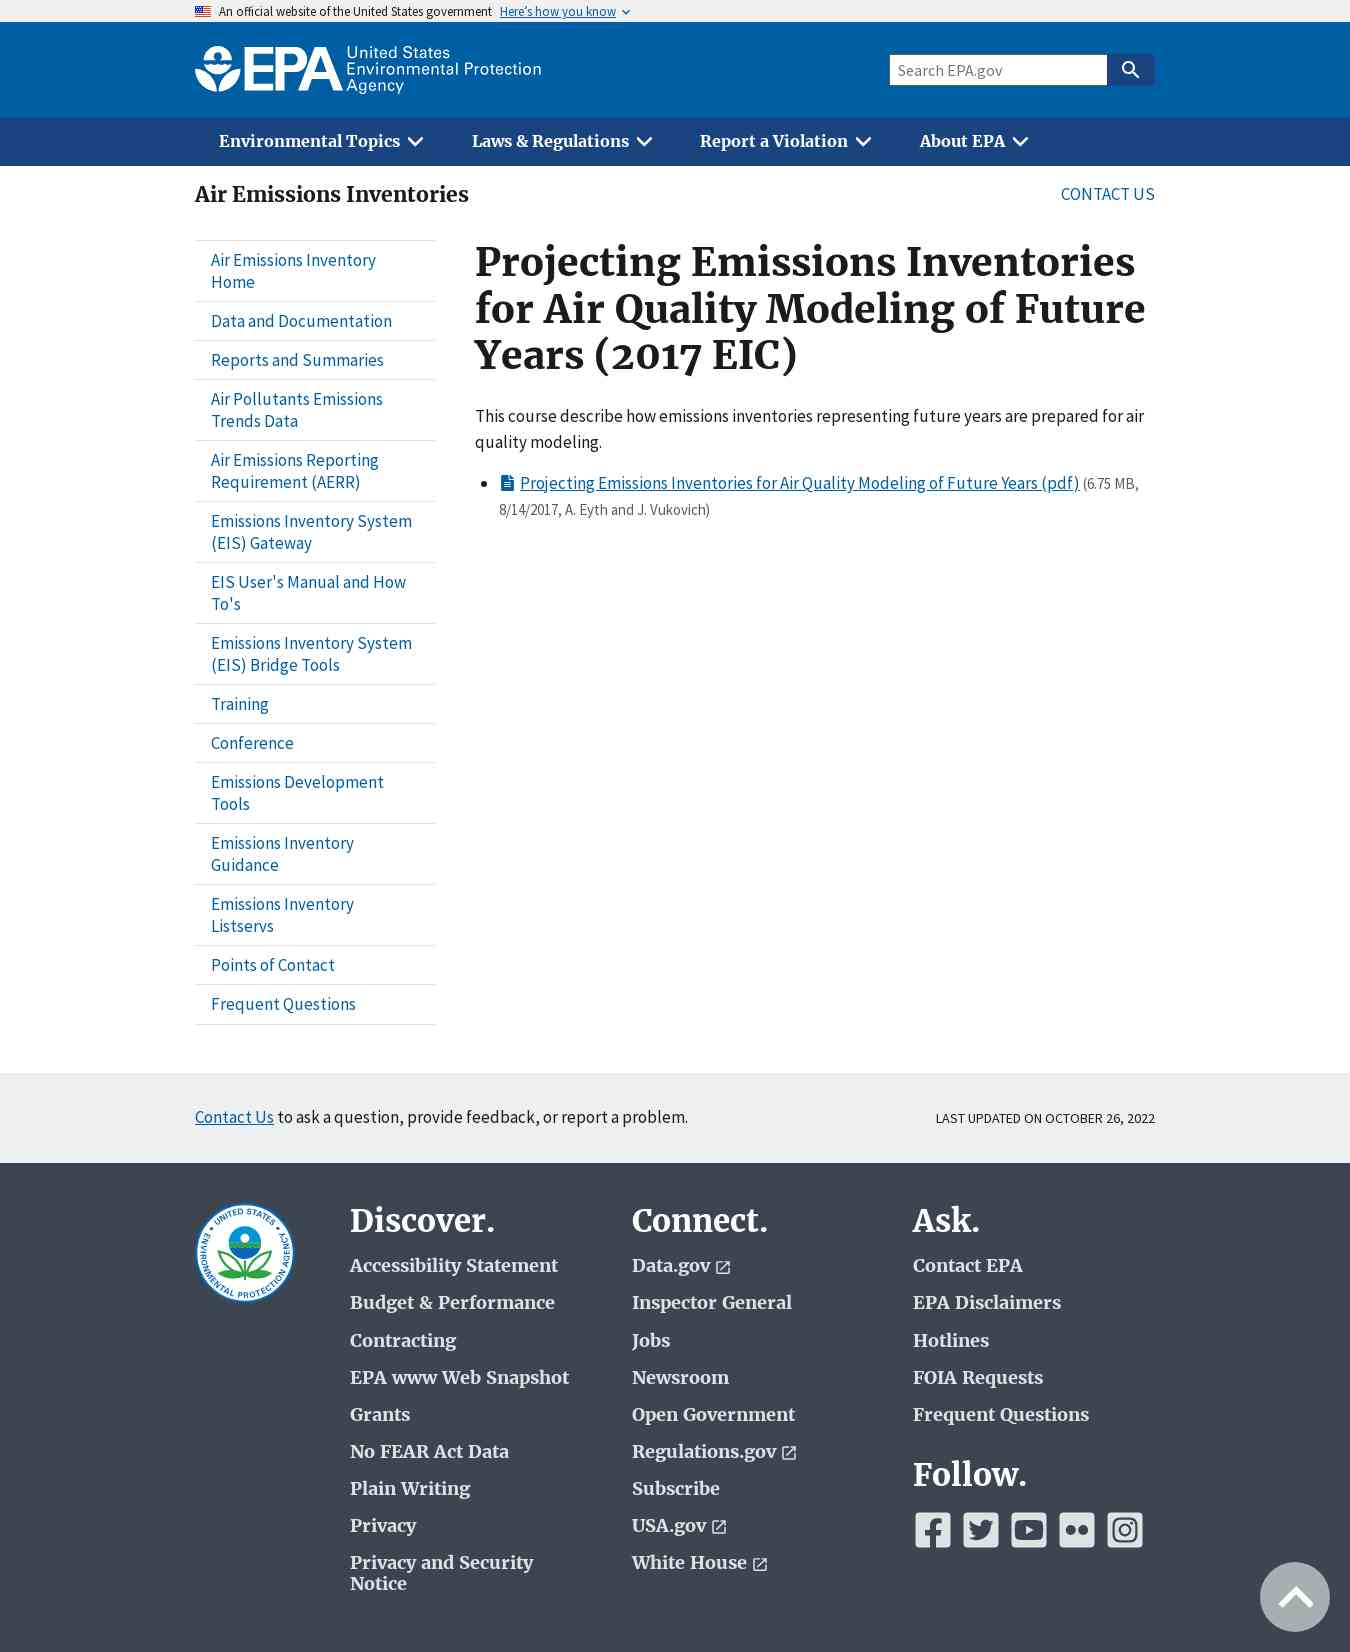 An official website of the United States government Here’s how you know
EPA United States
Environmental Protection
Agency
Search EPA.gov
Environmental Topics Laws & Regulations Report a Violation About EPA
Air Emissions Inventories
CONTACT US
Air Emissions Inventory
Home
Data and Documentation
Reports and Summaries
Air Pollutants Emissions
Trends Data
Air Emissions Reporting
Requirement (AERR)
Emissions Inventory System
(EIS) Gateway
EIS User's Manual and How
To's
Emissions Inventory System
(EIS) Bridge Tools
Training
Conference
Emissions Development
Tools
Emissions Inventory
Guidance
Emissions Inventory
Listservs
Points of Contact
Frequent Questions
Projecting Emissions Inventories
for Air Quality Modeling of Future
Years (2017 EIC)
This course describe how emissions inventories representing future years are prepared for air
quality modeling.
Projecting Emissions Inventories for Air Quality Modeling of Future Years (pdf) (6.75 MB,
8/14/2017, A. Eyth and J. Vukovich)
Contact Us to ask a question, provide feedback, or report a problem.
LAST UPDATED ON OCTOBER 26, 2022
UNITED STATES
ENVIRONMENTAL PROTECTION AGENCY
Discover.
Accessibility Statement
Budget & Performance
Contracting
EPA www Web Snapshot
Grants
No FEAR Act Data
Plain Writing
Privacy
Privacy and Security
Notice
Connect.
Data.gov
Inspector General
Jobs
Newsroom
Open Government
Regulations.gov
Subscribe
USA.gov
White House
Ask.
Contact EPA
EPA Disclaimers
Hotlines
FOIA Requests
Frequent Questions
Follow.